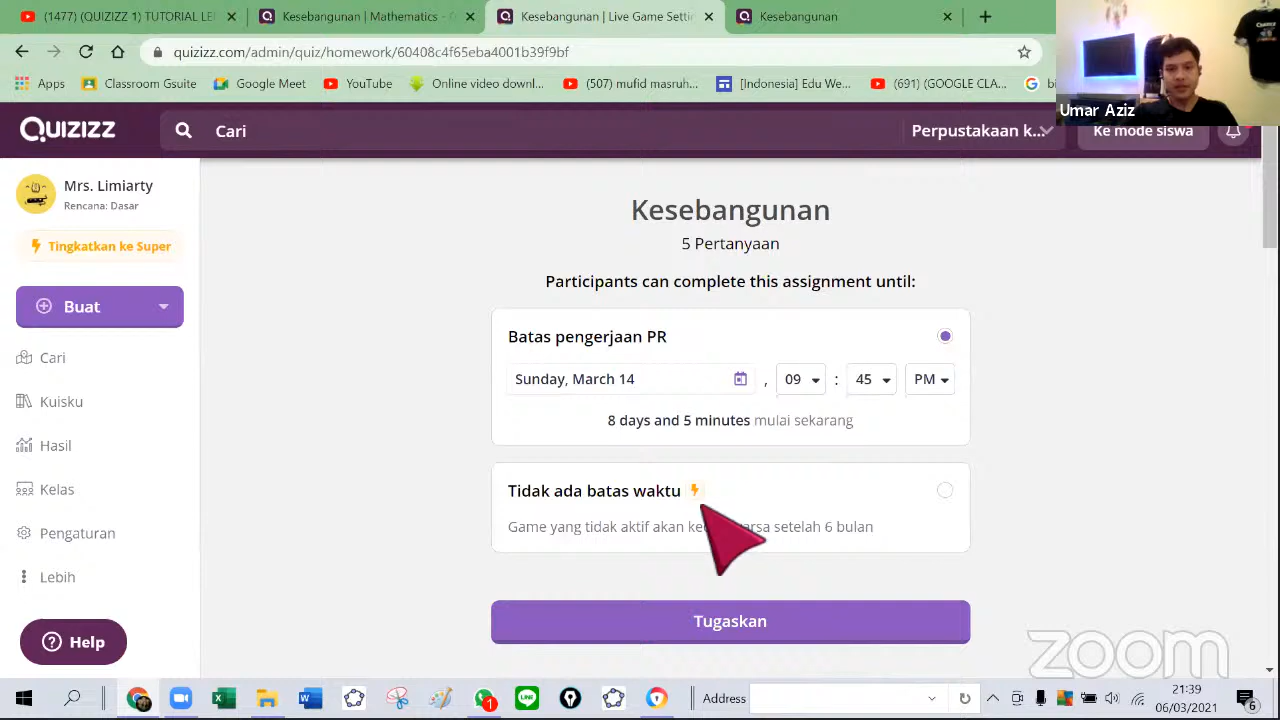 (1477) (QUIZIZZ 1) TUTORIAL LE
Kesebangunan | Mathematics -
Kesebangunan | Live Game Setti
Kesebangunan
quizizz.com/admin/quiz/homework/60408c4f65eba4001b39f9bf
Apps
Classroom Gsuite
Google Meet
YouTube
Free video downl...
(507) mufid masruh...
[Indonesia] Edu We...
(691) (GOOGLE CLA...
Umar Aziz
QUIZIZZ
Cari
Perpustakaan k...
Ke mode siswa
Mrs. Limiarty
Rencana: Dasar
Tingkatkan ke Super
Buat
Cari
Kuisku
Hasil
Kelas
Pengaturan
Lebih
Help
Kesebangunan
5 Pertanyaan
Participants can complete this assignment until:
Batas pengerjaan PR
Sunday, March 14 , 09 : 45 PM
8 days and 5 minutes mulai sekarang
Tidak ada batas waktu
Game yang tidak aktif akan setelah 6 bulan
Tugaskan
zoom
Address
21:39
06/03/2021
1
6